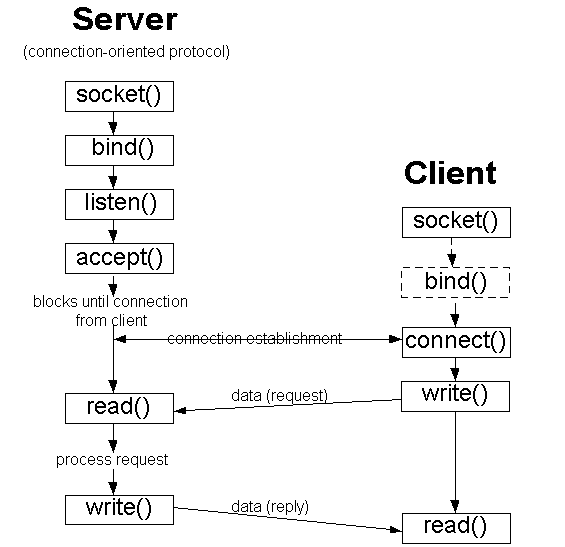 Server
(connection-oriented protocol)
socket()
bind()
listen()
accept()
blocks until connection
from client
Client
socket()
bind()
connection establishment
connect()
write()
data (request)
read()
process request
write()
data (reply)
read()